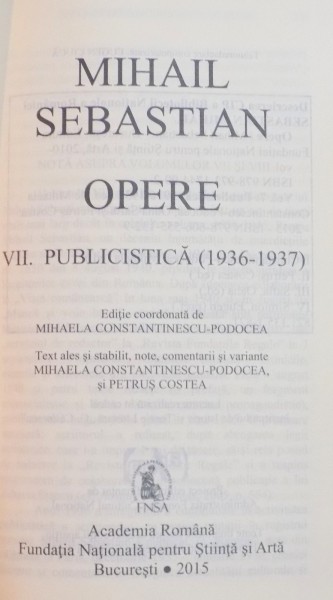 MIHAIL
SEBASTIAN
OPERE
VII. PUBLICISTICĂ (1936-1937)
Ediție coordonată de
MIHAELA CONSTANTINESCU-PODOCEA
Text ales și stabilit, note, comentarii și variante
MIHAELA CONSTANTINESCU-PODOCEA,
și PETRUȘ COSTEA
FNSA
Academia Română
Fundația Națională pentru Știință și Artă
București ● 2015